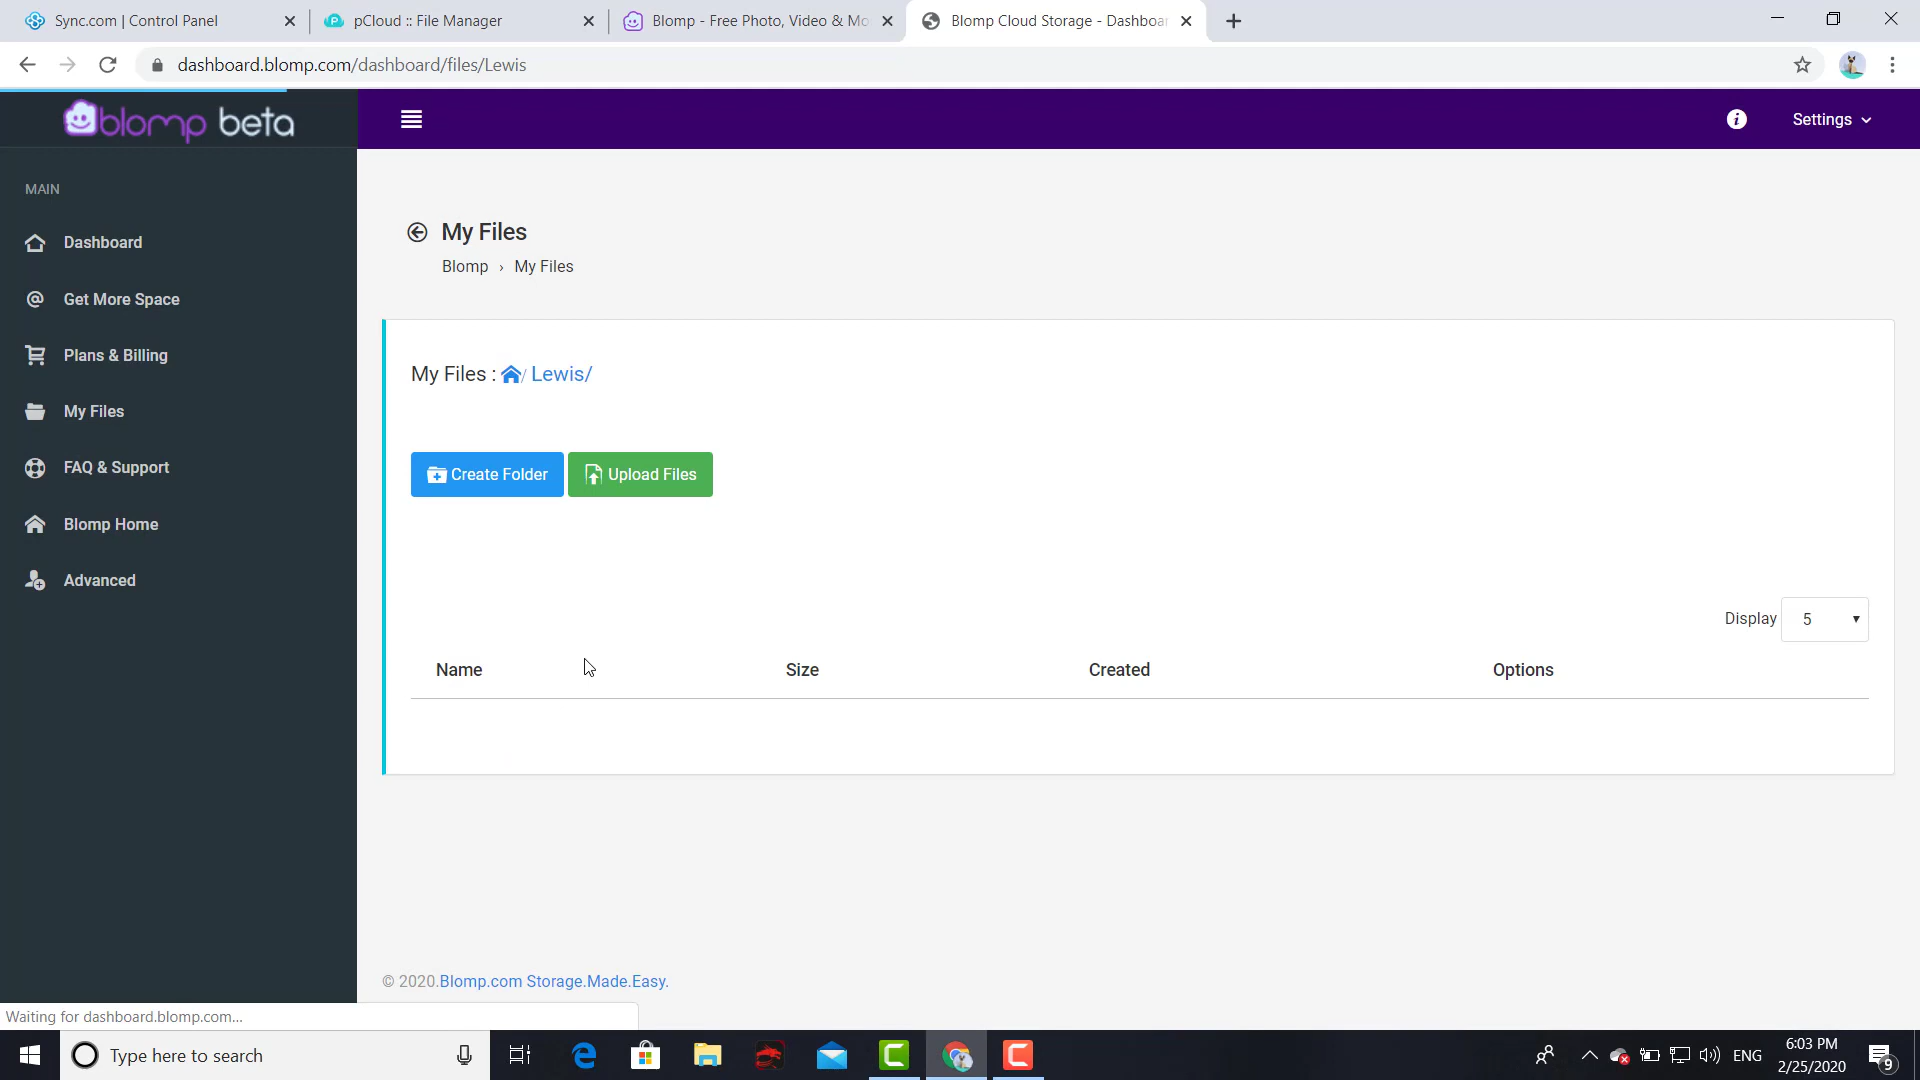 Sync.com | Control Panel
pCloud :: File Manager
Blomp - Free Photo, Video & Mo
Blomp Cloud Storage - Dashboar
dashboard.blomp.com/dashboard/files/Lewis
blomp beta
Settings
MAIN
Dashboard
Get More Space
Plans & Billing
My Files
FAQ & Support
Blomp Home
Advanced
My Files
Blomp › My Files
My Files : / Lewis/
Create Folder
Upload Files
Display 5
Name Size Created Options
© 2020.Blomp.com Storage.Made.Easy.
Waiting for dashboard.blomp.com...
Type here to search
ENG
6:03 PM
2/25/2020
9